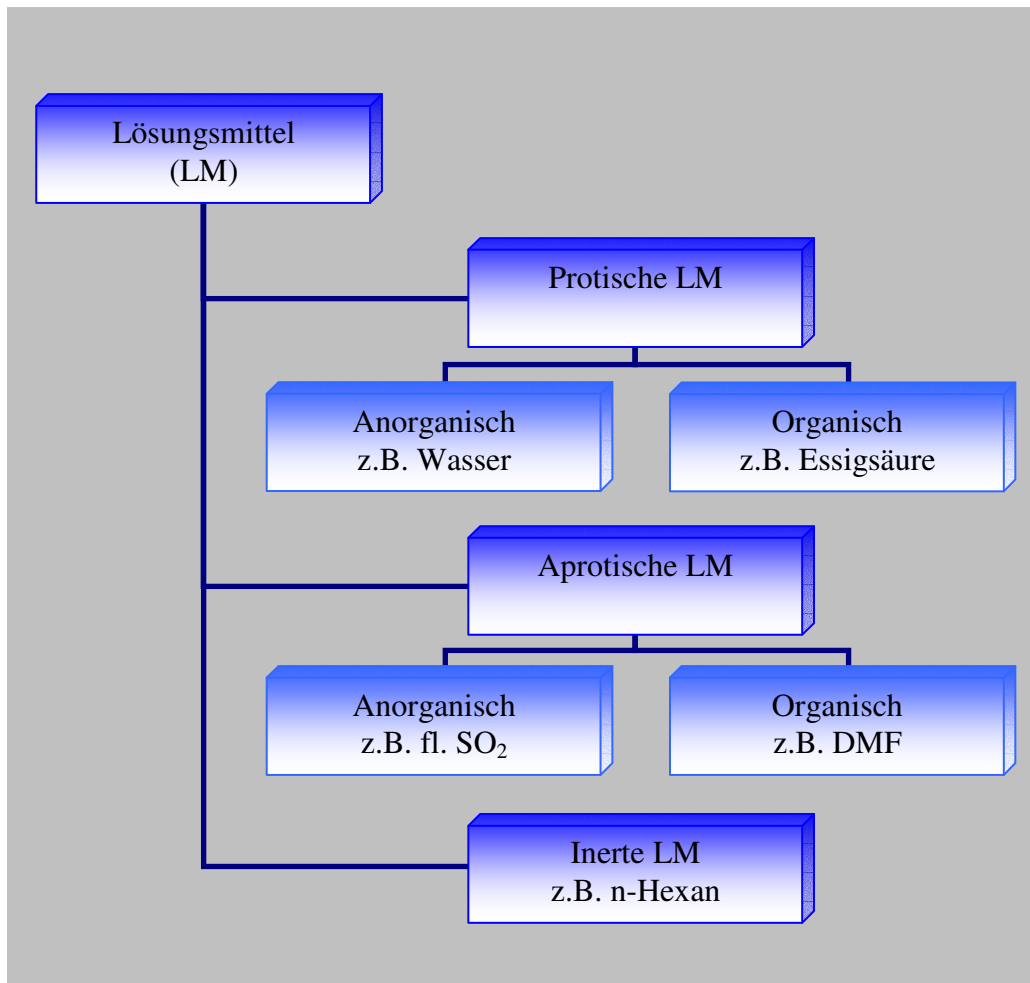 Lösungsmittel
(LM)
Protische LM
Anorganisch
z.B. Wasser
Organisch
z.B. Essigsäure
Aprotische LM
Anorganisch
z.B. fl. SO₂
Organisch
z.B. DMF
Inerte LM
z.B. n-Hexan